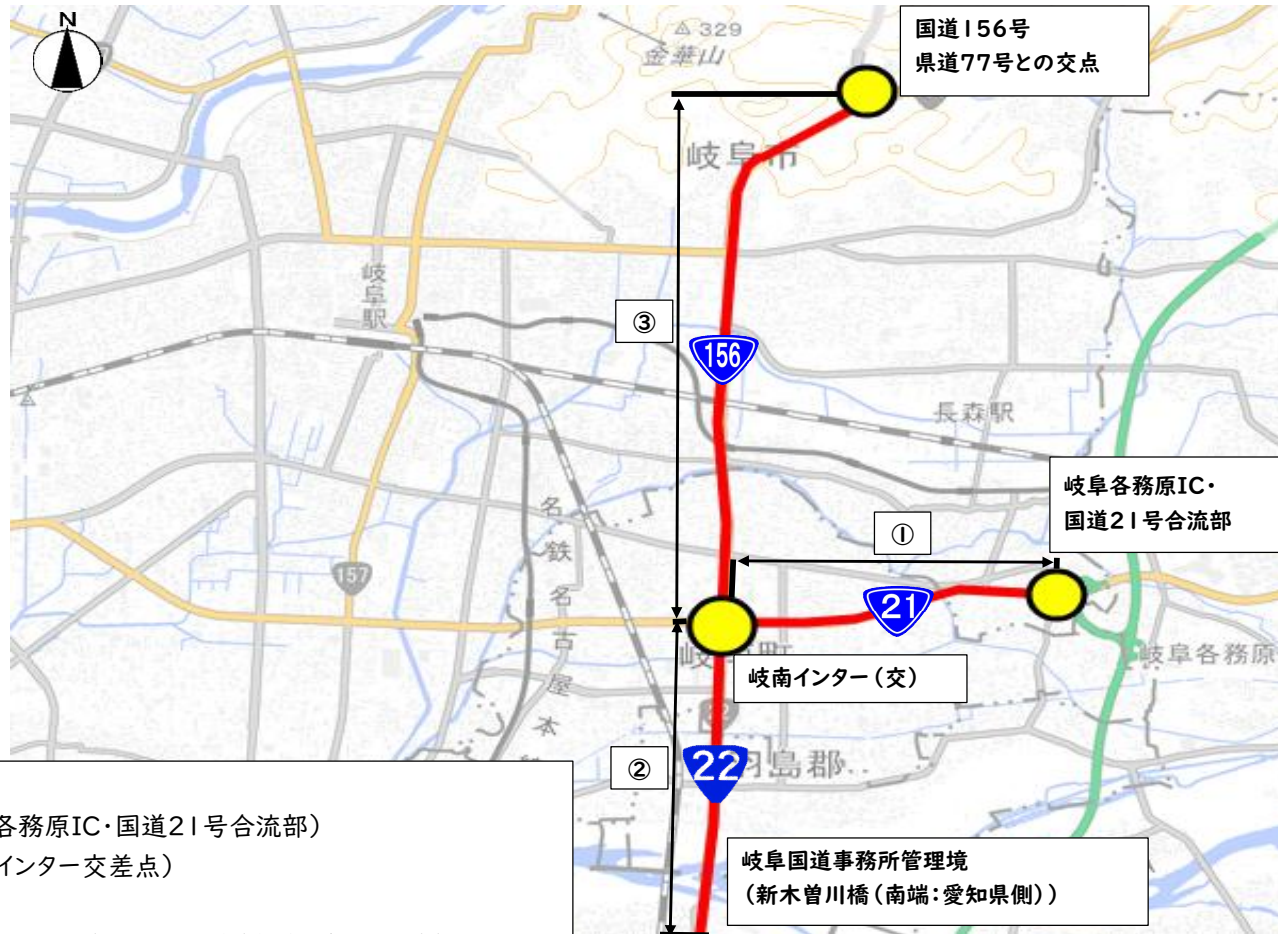 N
△329
金華山
国道156号
県道77号との交点
岐阜市
岐阜駅
③
156
長森駅
岐阜各務原IC・
国道21号合流部
①
名鉄名古屋本
157
21
岐阜各務原
岐南インター(交)
②
22
羽島郡
各務原IC・国道21号合流部)
インター交差点)
岐阜国道事務所管理境
(新木曽川橋(南端:愛知県側))